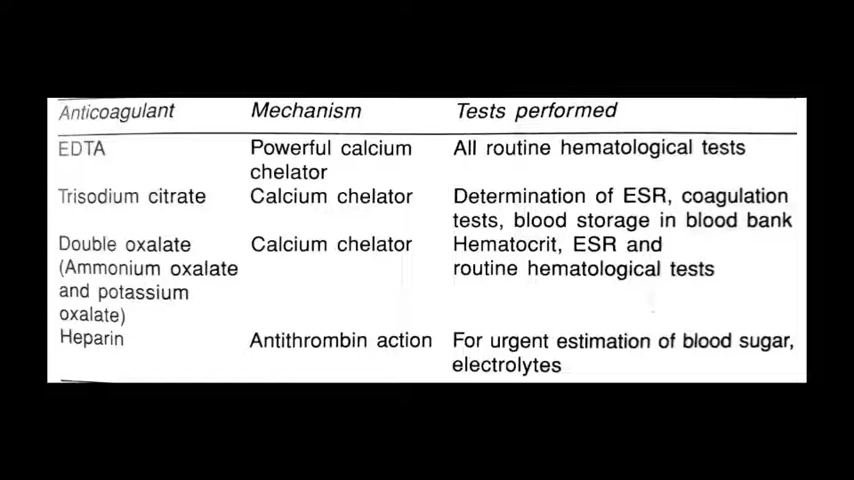 Anticoagulant Mechanism Tests performed
EDTA Powerful calcium All routine hematological tests
chelator
Trisodium citrate Calcium chelator Determination of ESR, coagulation
tests, blood storage in blood bank
Double oxalate Calcium chelator Hematocrit, ESR and
(Ammonium oxalate routine hematological tests
and potassium
oxalate)
Heparin Antithrombin action For urgent estimation of blood sugar,
electrolytes